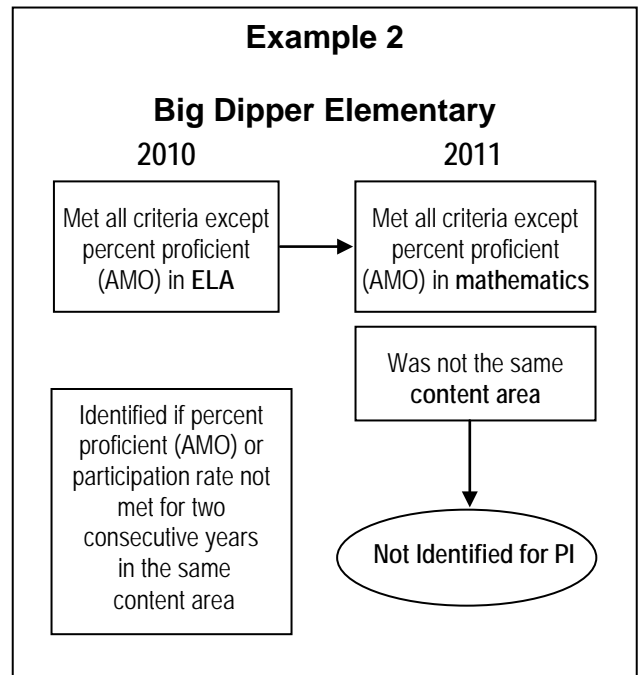 Example 2
Big Dipper Elementary
2010
2011
Met all criteria except
percent proficient
(AMO) in ELA
Met all criteria except
percent proficient
(AMO) in mathematics
Was not the same
content area
Identified if percent
proficient (AMO) or
participation rate not
met for two
consecutive years
in the same
content area
Not Identified for PI